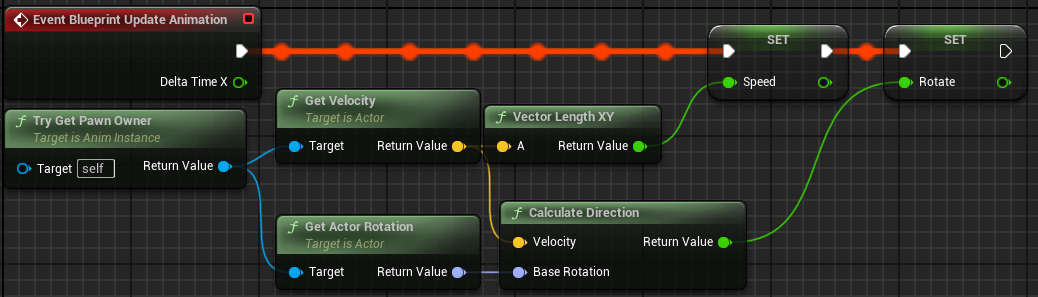 Event Blueprint Update Animation
Delta Time X
SET
Speed
SET
Rotate
Try Get Pawn Owner
Target is Anim Instance
Target self Return Value
Get Velocity
Target is Actor
Target Return Value
Vector Length XY
A Return Value
Get Actor Rotation
Target is Actor
Target Return Value
Calculate Direction
Velocity Return Value
Base Rotation